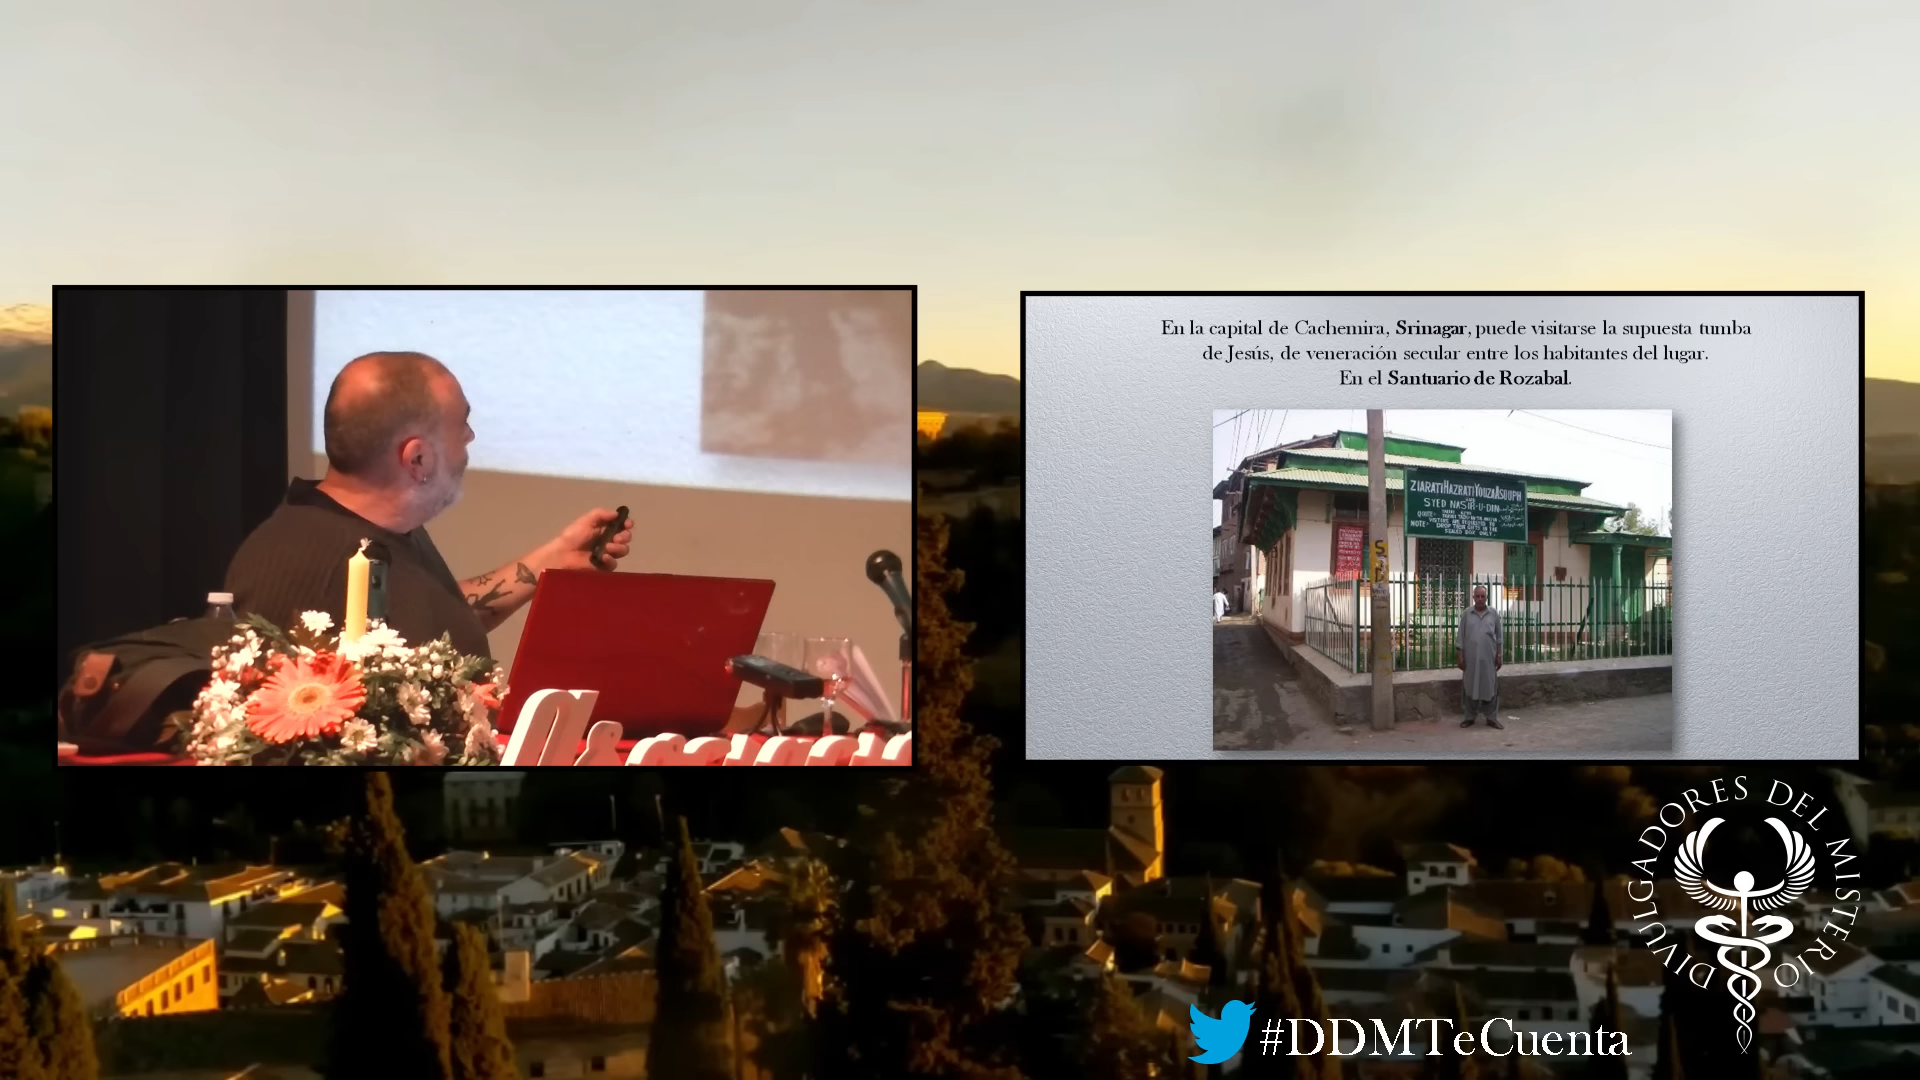 En la capital de Cachemira, Srinagar, puede visitarse la supuesta tumba
de Jesús, de veneración secular entre los habitantes del lugar.
En el Santuario de Rozabal.
ZIARATI HAZRATI YOUZA ASOUPH
SYED NASIR-U-DIN
NOTE:
DIVULGADORES DEL MISTERIO
#DDMTeCuenta